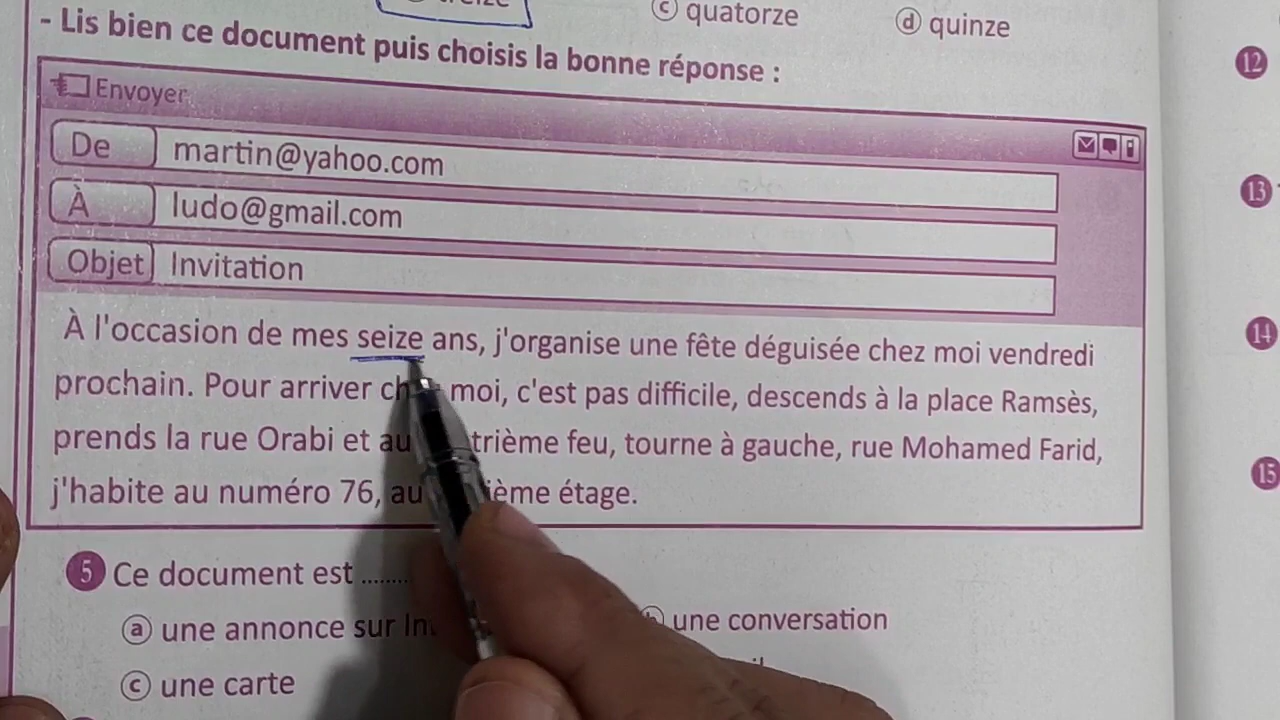 ⓒ quatorze ⓓ quinze
- Lis bien ce document puis choisis la bonne réponse :
Envoyer
De martin@yahoo.com
À ludo@gmail.com
Objet Invitation
À l'occasion de mes seize ans, j'organise une fête déguisée chez moi vendredi
prochain. Pour arriver moi, c'est pas difficile, descends à la place Ramsès,
prends la rue Orabi et feu, tourne à gauche, rue Mohamed Farid,
j'habite au numéro 76, étage.
5 Ce document est ........
ⓐ une annonce sur
ⓑ une conversation
ⓒ une carte
12
13
14
15